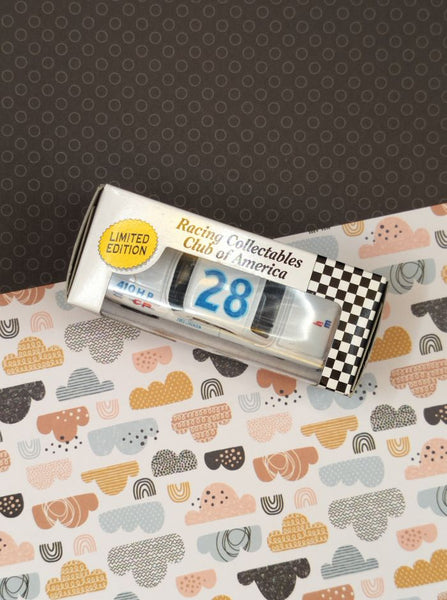 LIMITED
EDITION
Racing Collectables
Club of America
28
410 H P